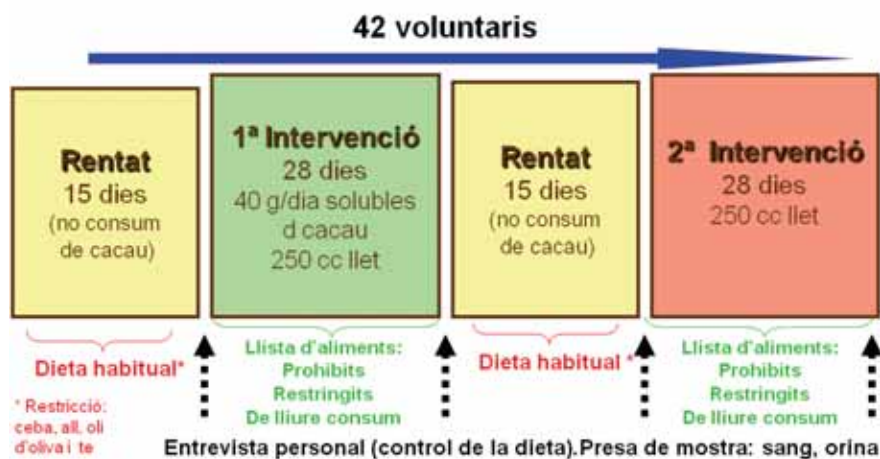 42 voluntaris
Rentat
15 dies
(no consum
de cacau)
1ª Intervenció
28 dies
40 g/dia solubles
d cacau
250 cc llet
Rentat
15 dies
(no consum
de cacau)
2ª Intervenció
28 dies
250 cc llet
Dieta habitual*
* Restricció:
ceba, all, oli
d'oliva i te
Llista d'aliments:
Prohibits
Restringits
De lliure consum
Dieta habitual *
Llista d'aliments:
Prohibits
Restringits
De lliure consum
Entrevista personal (control de la dieta).Presa de mostra: sang, orina